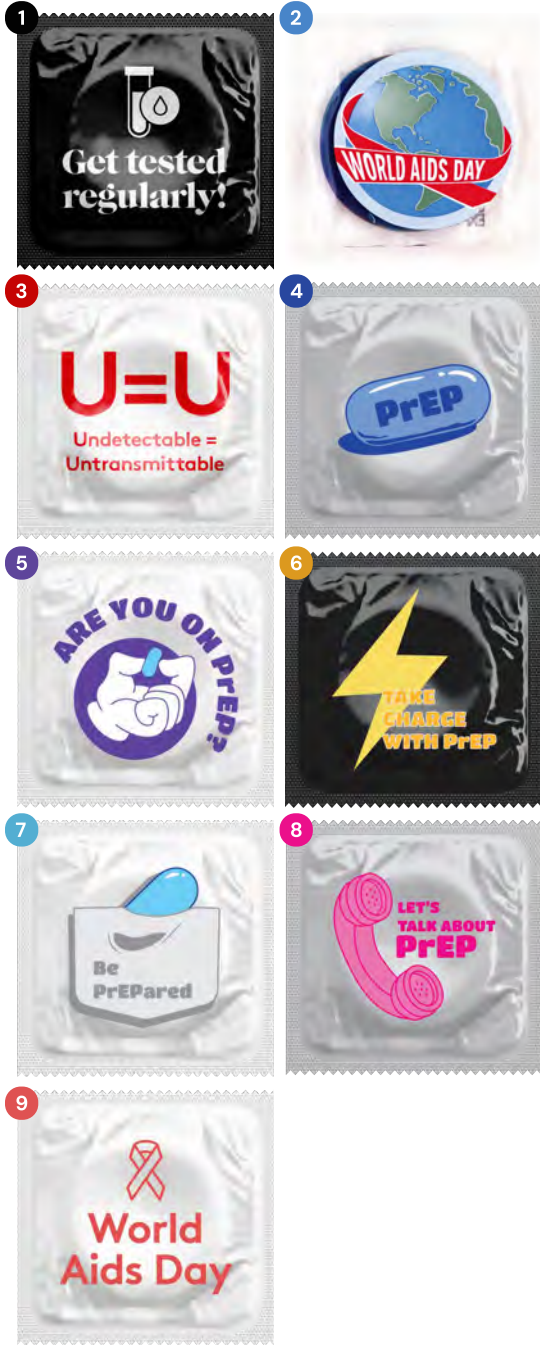 1
Get tested
regularly!
2
WORLD AIDS DAY
3
U=U
Undetectable =
Untransmittable
4
PrEP
5
ARE YOU ON PrEP?
6
TAKE
CHARGE
WITH PrEP
7
Be
PrEPared
8
LET'S
TALK ABOUT
PrEP
9
World
Aids Day